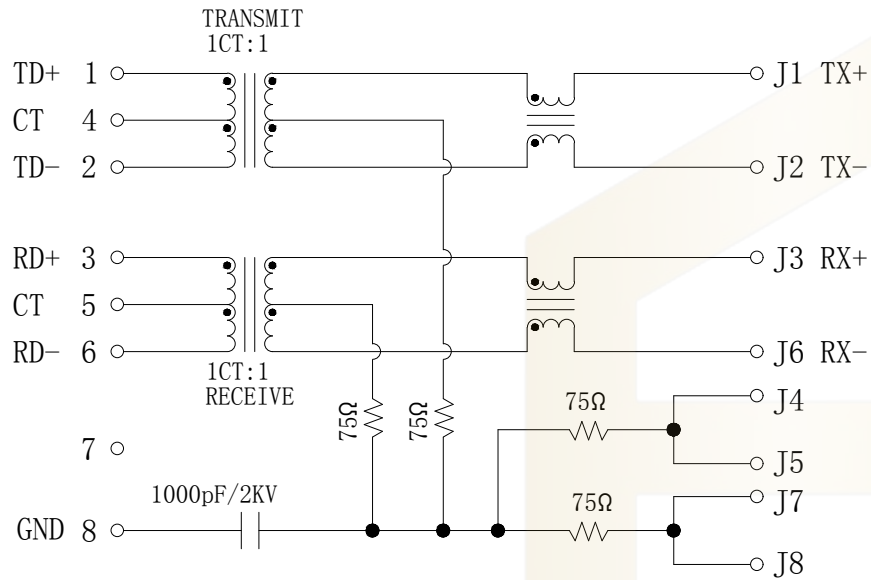 TRANSMIT
1CT:1
TD+ 1
J1 TX+
CT 4
TD- 2
J2 TX-
RD+ 3
J3 RX+
CT 5
RD- 6
J6 RX-
1CT:1
RECEIVE
75Ω
75Ω
75Ω
J4
7
J5
1000pF/2KV
75Ω
J7
GND 8
J8